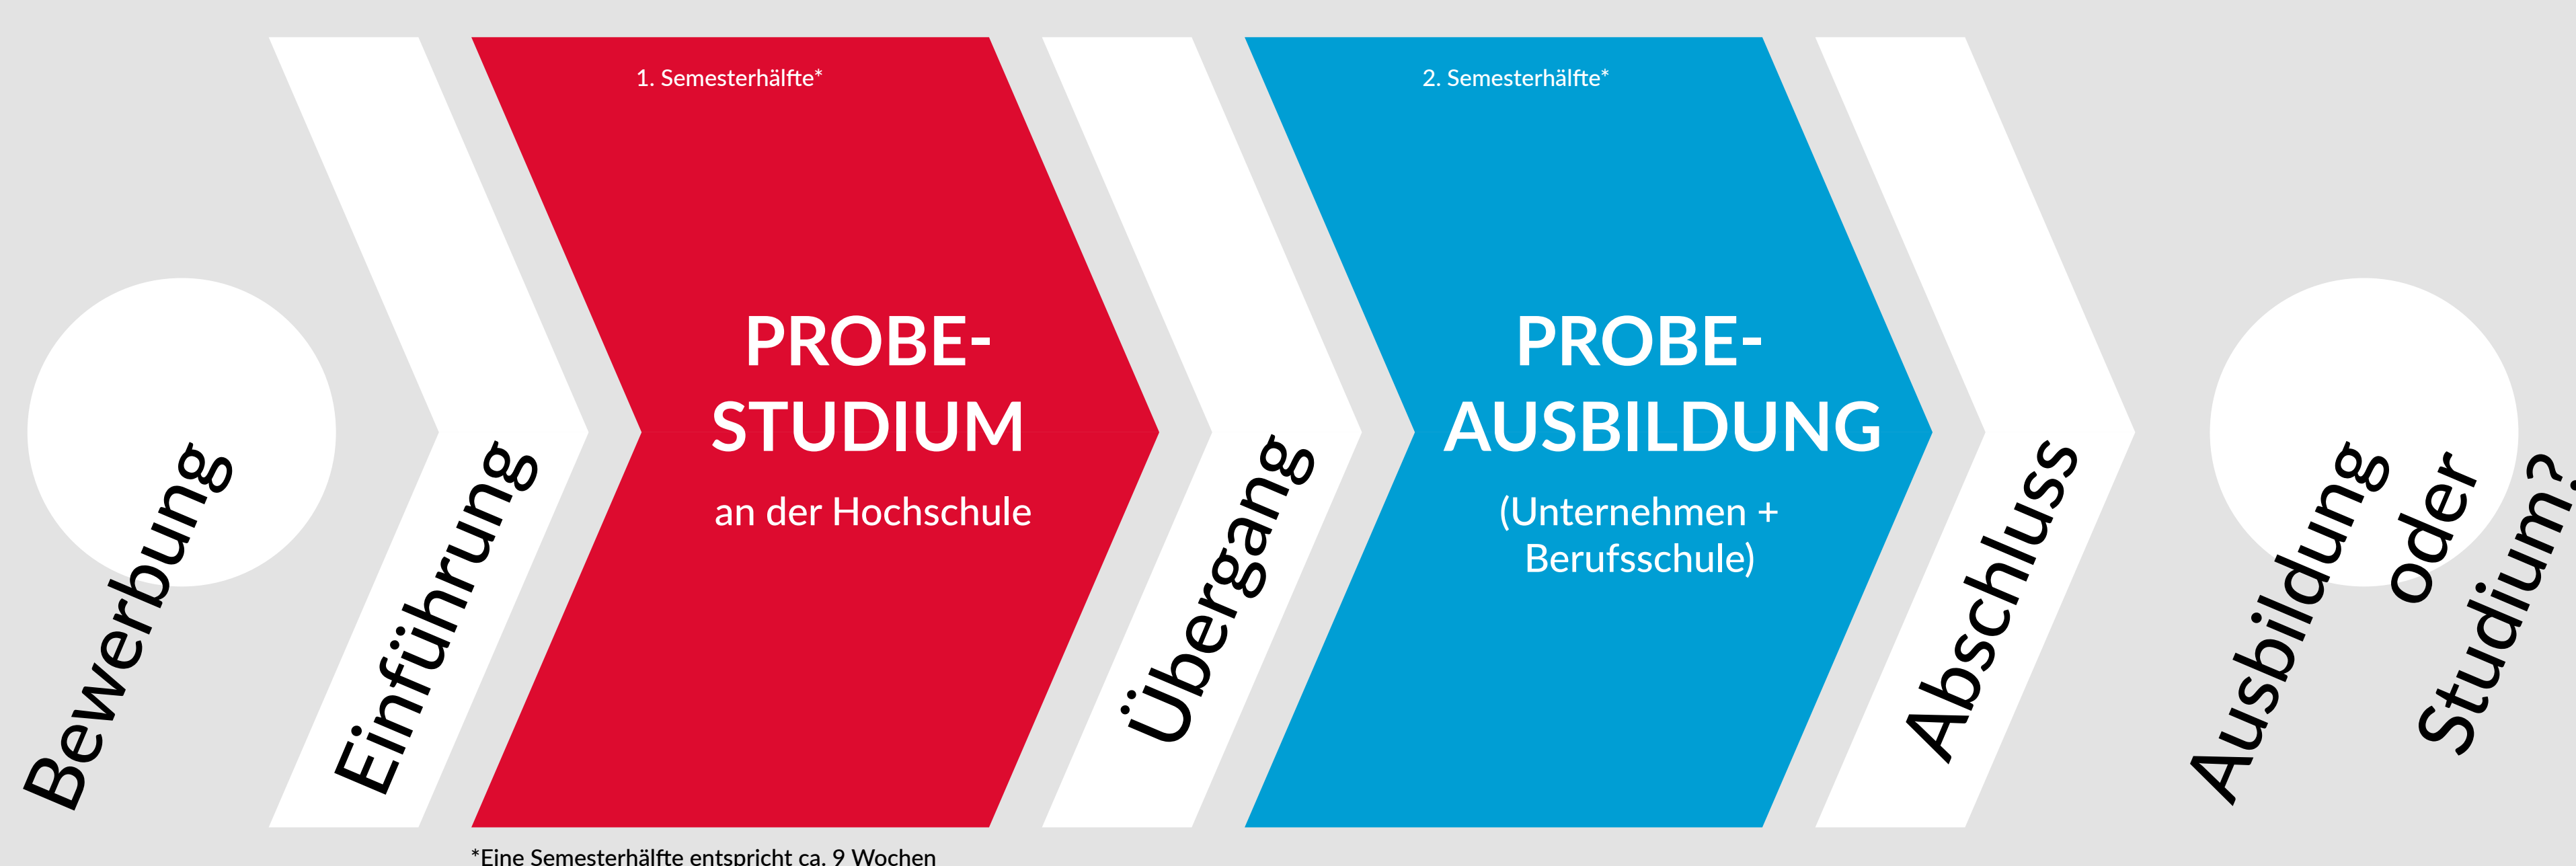 Bewerbung
Einführung
1. Semesterhälfte*
PROBE-
STUDIUM
an der Hochschule
Übergang
2. Semesterhälfte*
PROBE-
AUSBILDUNG
(Unternehmen +
Berufsschule)
Abschluss
Ausbildung
oder
Studium?
*Eine Semesterhälfte entspricht ca. 9 Wochen